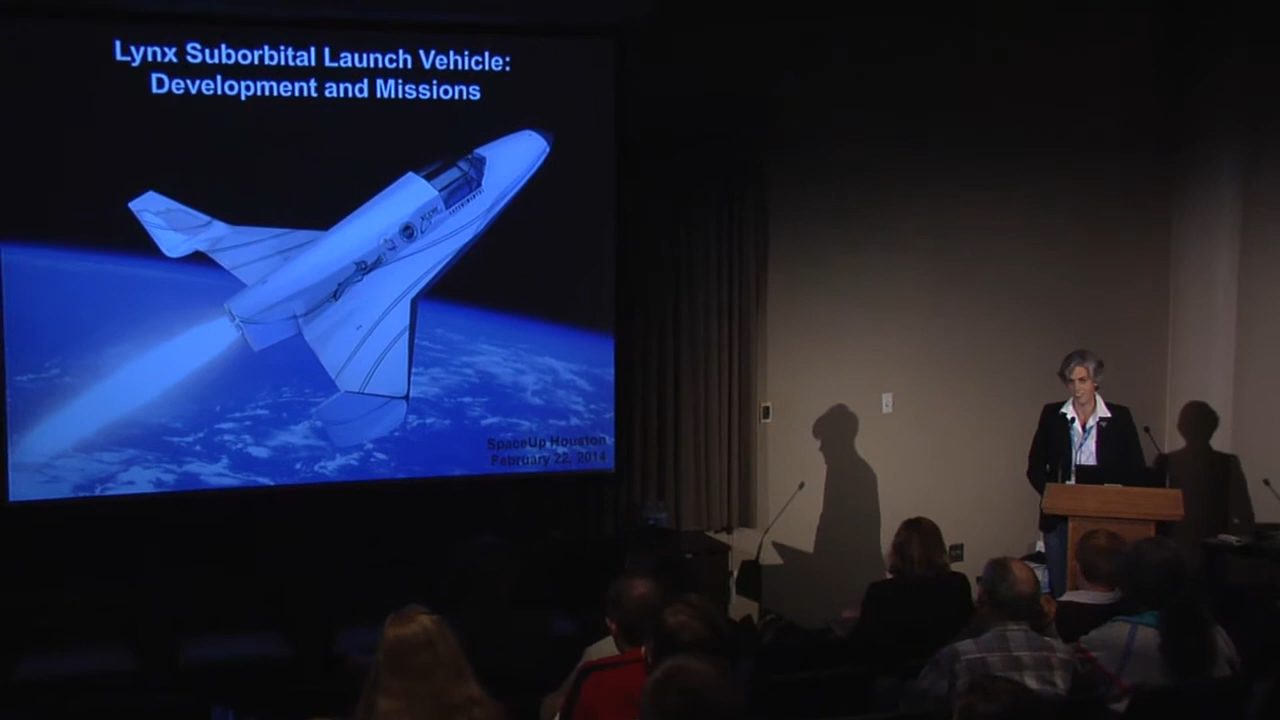 Lynx Suborbital Launch Vehicle:
Development and Missions
SpaceUp Houston
February 22, 2014